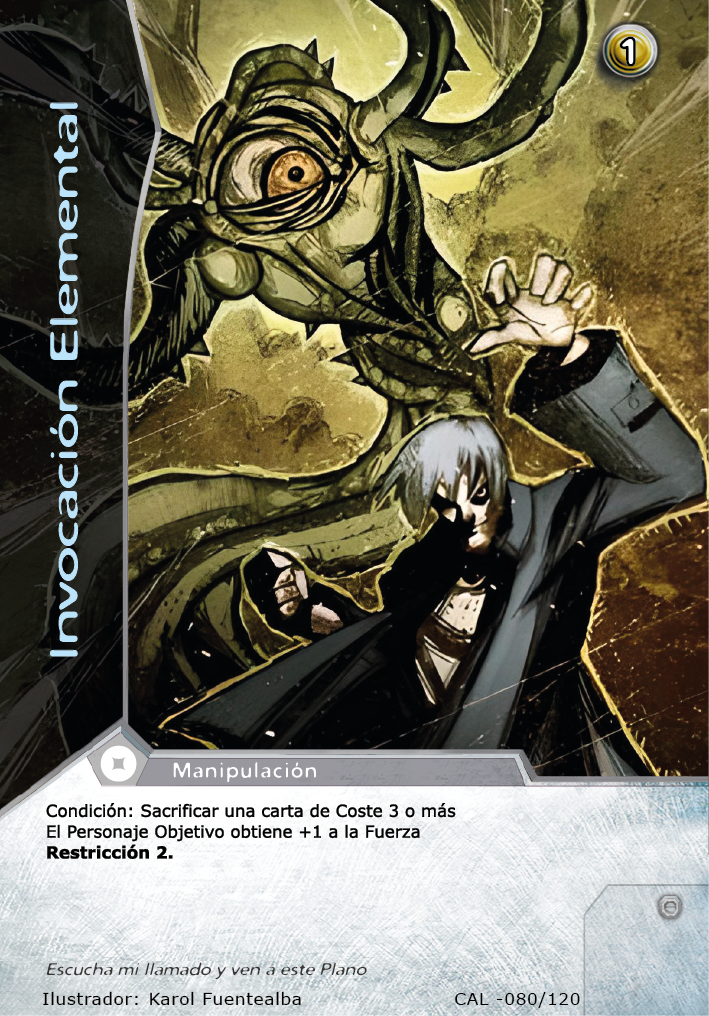 1
Invocación Elemental
Manipulación
Condición: Sacrificar una carta de Coste 3 o más
El Personaje Objetivo obtiene +1 a la Fuerza
Restricción 2.
Escucha mi llamado y ven a este Plano
Ilustrador: Karol Fuentealba
CAL -080/120